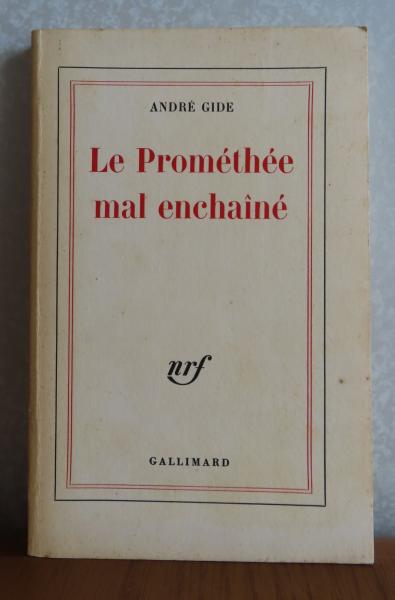 ANDRÉ GIDE
Le Prométhée
mal enchaîné
nrf
GALLIMARD